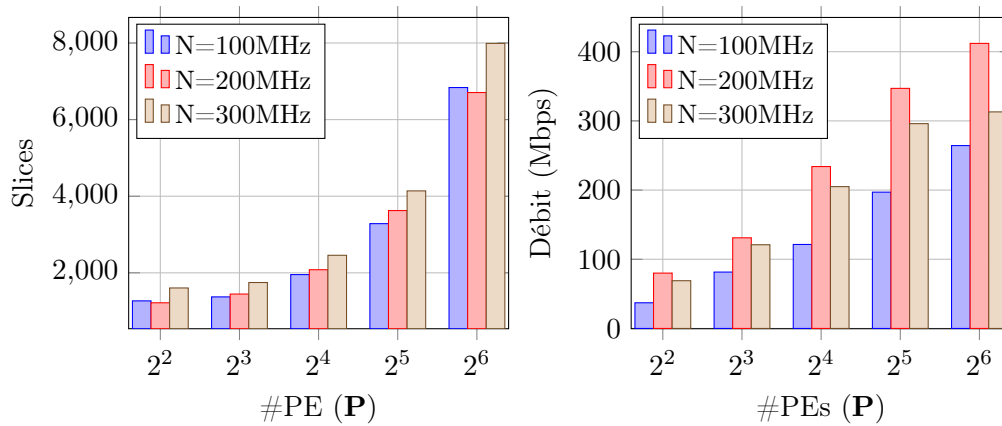 8,000
6,000
4,000
2,000
Slices
N=100MHz
N=200MHz
N=300MHz
2^2 2^3 2^4 2^5 2^6
#PE (P)
400
300
200
100
0
Débit (Mbps)
N=100MHz
N=200MHz
N=300MHz
2^2 2^3 2^4 2^5 2^6
#PEs (P)